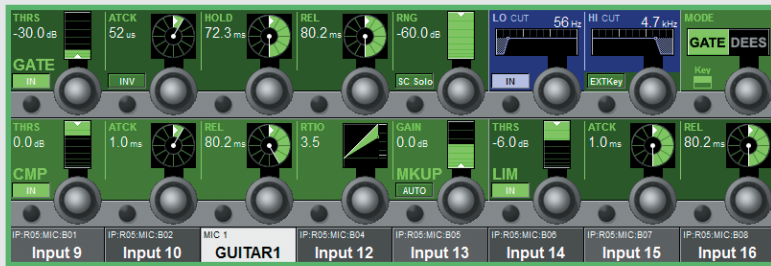 THRS ATCK HOLD REL RNG LO CUT 56 Hz HI CUT 4.7 kHz MODE
-30.0 dB 52 us 72.3 ms 80.2 ms -60.0 dB
GATE DEES
GATE Key
IN INV SC Solo IN EXTKey
THRS ATCK REL RTIO GAIN THRS ATCK REL
0.0 dB 1.0 ms 80.2 ms 3.5 0.0 dB -6.0 dB 1.0 ms 80.2 ms
CMP MKUP LIM
IN AUTO IN
IP:R05:MIC:B01 IP:R05:MIC:B02 MIC 1 IP:R05:MIC:B04 IP:R05:MIC:B05 IP:R05:MIC:B06 IP:R05:MIC:B07 IP:R05:MIC:B08
Input 9 Input 10 GUITAR1 Input 12 Input 13 Input 14 Input 15 Input 16